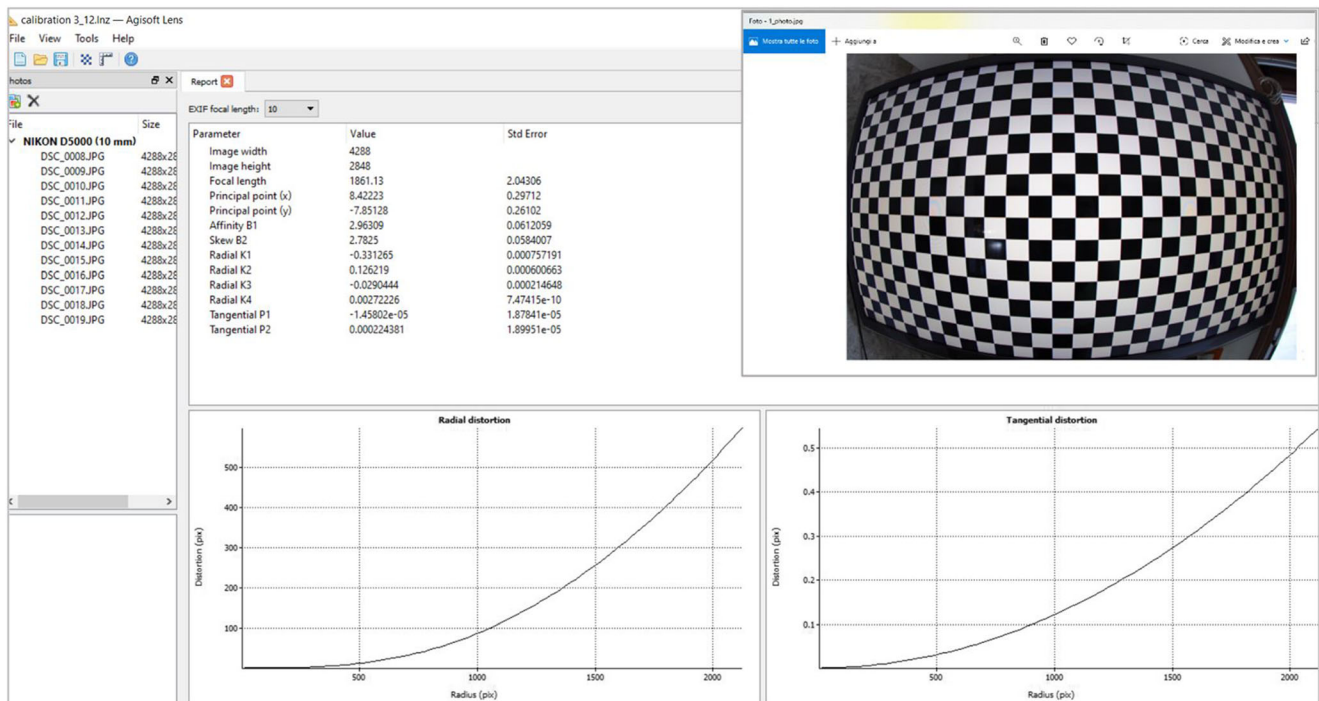 calibration 3_12.lnz — Agisoft Lens
File View Tools Help
hotos
File Size
NIKON D5000 (10 mm)
DSC_0008.JPG 4288x28
DSC_0009.JPG 4288x28
DSC_0010.JPG 4288x28
DSC_0011.JPG 4288x28
DSC_0012.JPG 4288x28
DSC_0013.JPG 4288x28
DSC_0014.JPG 4288x28
DSC_0015.JPG 4288x28
DSC_0016.JPG 4288x28
DSC_0017.JPG 4288x28
DSC_0018.JPG 4288x28
DSC_0019.JPG 4288x28
Report
EXIF focal length: 10
Parameter Value Std Error
Image width 4288
Image height 2848
Focal length 1861.13 2.04306
Principal point (x) 8.42223 0.29712
Principal point (y) -7.85128 0.26102
Affinity B1 2.96309 0.0612059
Skew B2 2.7825 0.0584007
Radial K1 -0.331265 0.000757191
Radial K2 0.126219 0.000600663
Radial K3 -0.0290444 0.000214648
Radial K4 0.00272226 7.47415e-10
Tangential P1 -1.45802e-05 1.87841e-05
Tangential P2 0.000224381 1.89951e-05
Foto - 1_photo.jpg
Mostra tutte le foto Aggiungi a Cerca Modifica e crea
Radial distortion
Distortion (pix)
500
400
300
200
100
500 1000 1500 2000
Radius (pix)
Tangential distortion
Distortion (pix)
0.5
0.4
0.3
0.2
0.1
500 1000 1500 2000
Radius (pix)